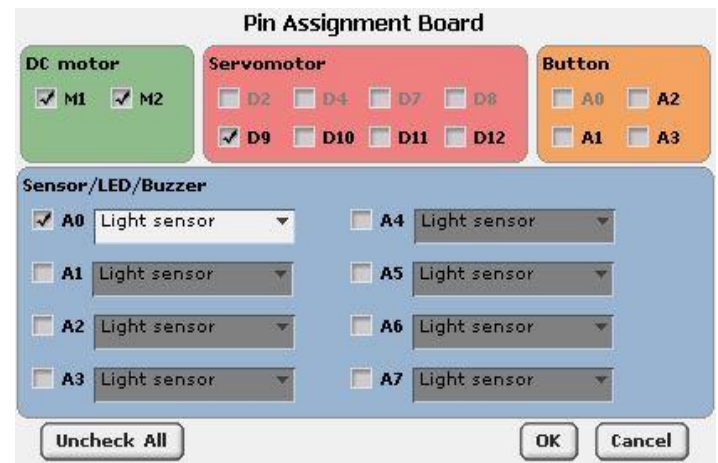 Pin Assignment Board
DC motor
M1 M2
Servomotor
D2 D4 D7 D8
D9 D10 D11 D12
Button
A0 A2
A1 A3
Sensor/LED/Buzzer
A0 Light sensor A4 Light sensor
A1 Light sensor A5 Light sensor
A2 Light sensor A6 Light sensor
A3 Light sensor A7 Light sensor
Uncheck All OK Cancel